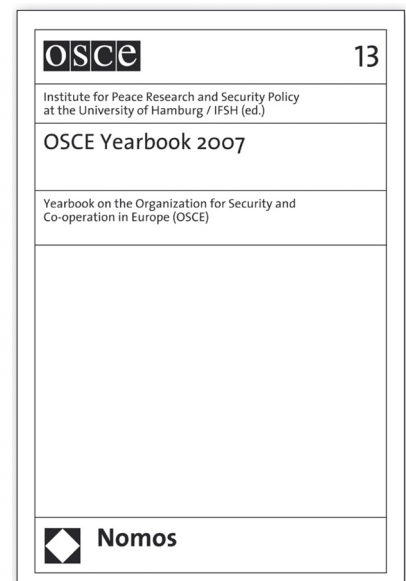 osce 13
Institute for Peace Research and Security Policy
at the University of Hamburg / IFSH (ed.)
OSCE Yearbook 2007
Yearbook on the Organization for Security and
Co-operation in Europe (OSCE)
Nomos